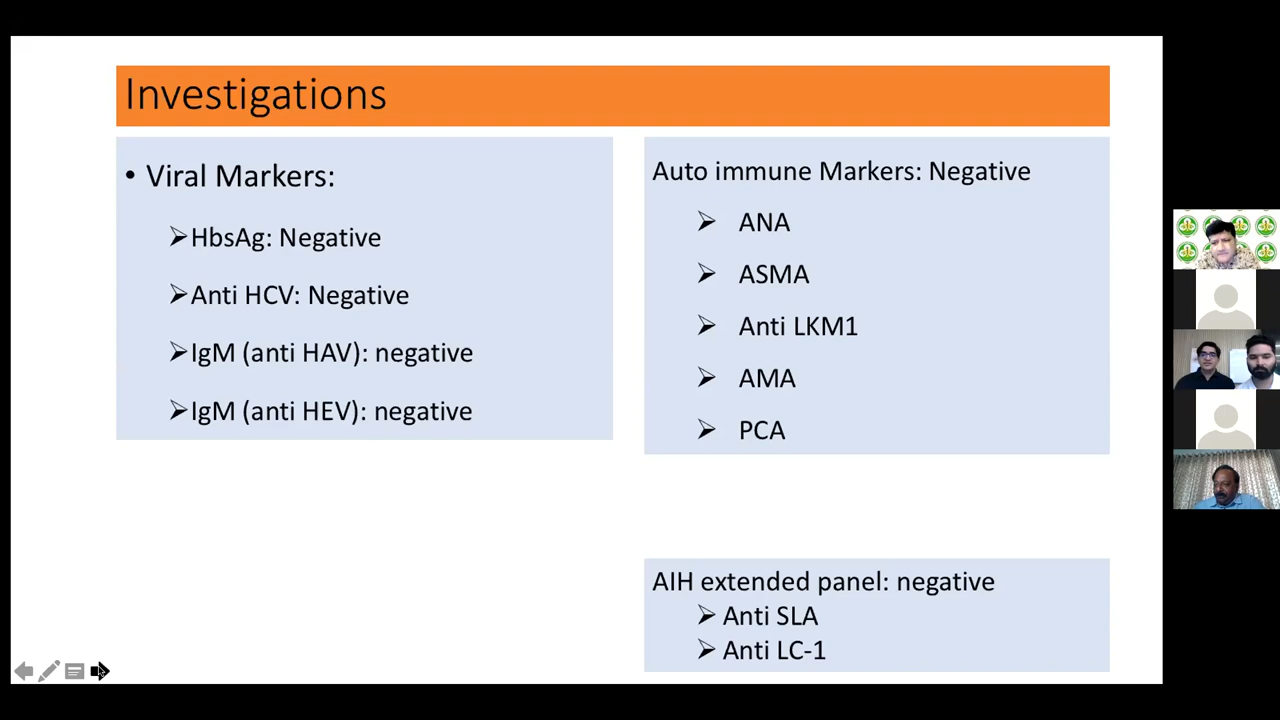 Investigations
• Viral Markers:
➢HbsAg: Negative
➢Anti HCV: Negative
➢IgM (anti HAV): negative
➢IgM (anti HEV): negative
Auto immune Markers: Negative
➢ ANA
➢ ASMA
➢ Anti LKM1
➢ AMA
➢ PCA
AIH extended panel: negative
➢ Anti SLA
➢ Anti LC-1